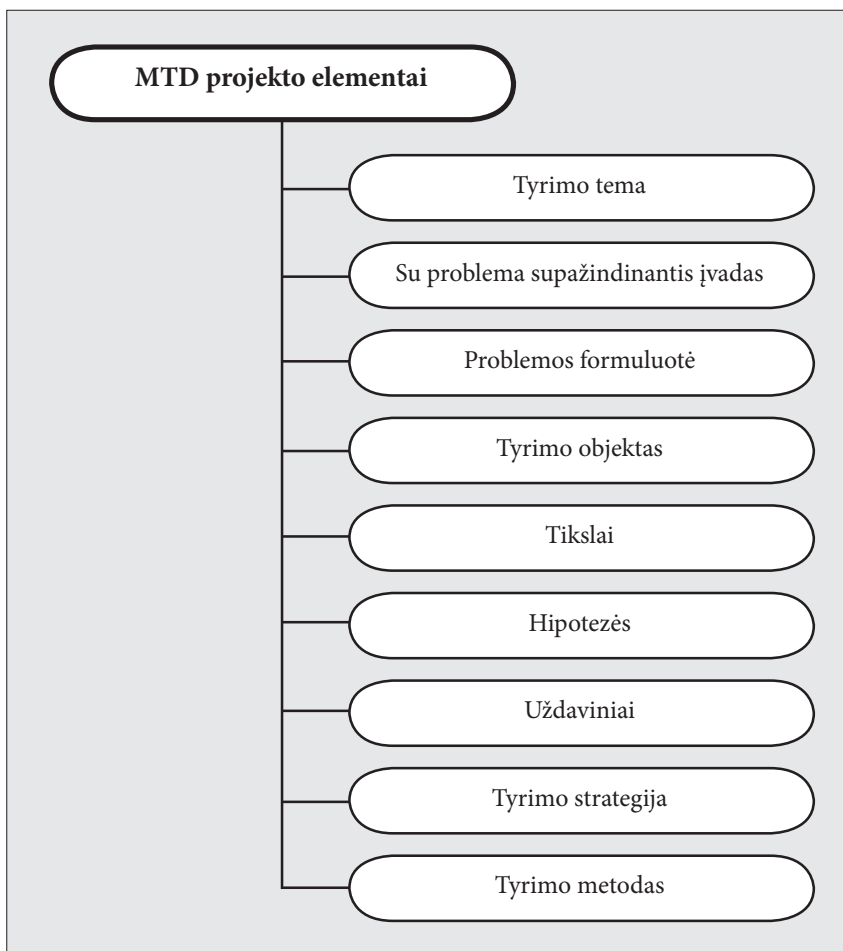 MTD projekto elementai
Tyrimo tema
Su problema supažindinantis įvadas
Problemos formuluotė
Tyrimo objektas
Tikslai
Hipotezės
Uždaviniai
Tyrimo strategija
Tyrimo metodas